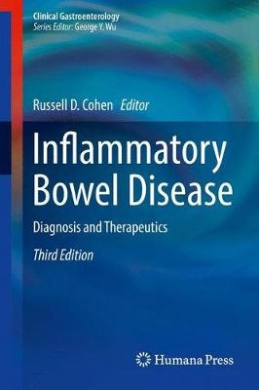 Clinical Gastroenterology
Series Editor: George Y. Wu
Russell D. Cohen Editor
Inflammatory
Bowel Disease
Diagnosis and Therapeutics
Third Edition
Humana Press